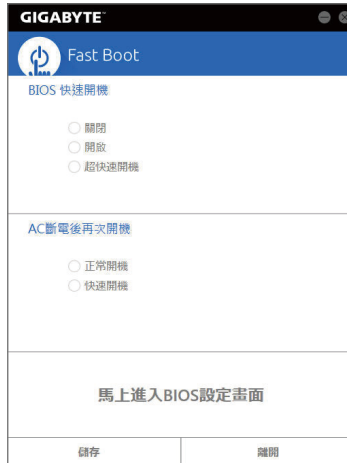 GIGABYTE™
Fast Boot
BIOS 快速開機
關閉
開啟
超快速開機
AC斷電後再次開機
正常開機
快速開機
馬上進入BIOS設定畫面
儲存
離開